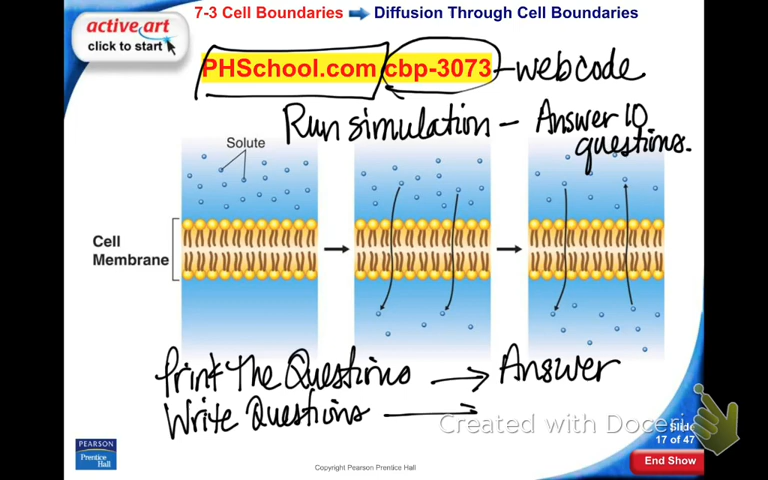 active art
click to start
7-3 Cell Boundaries Diffusion Through Cell Boundaries
PHSchool.com cbp-3073 - webcode
Run simulation - Answer 10 questions.
Solute
Cell Membrane
Print The Questions → Answer
Write Questions →
Created with Doceri
Slide
17 of 47
End Show
PEARSON
Prentice
Hall
Copyright Pearson Prentice Hall